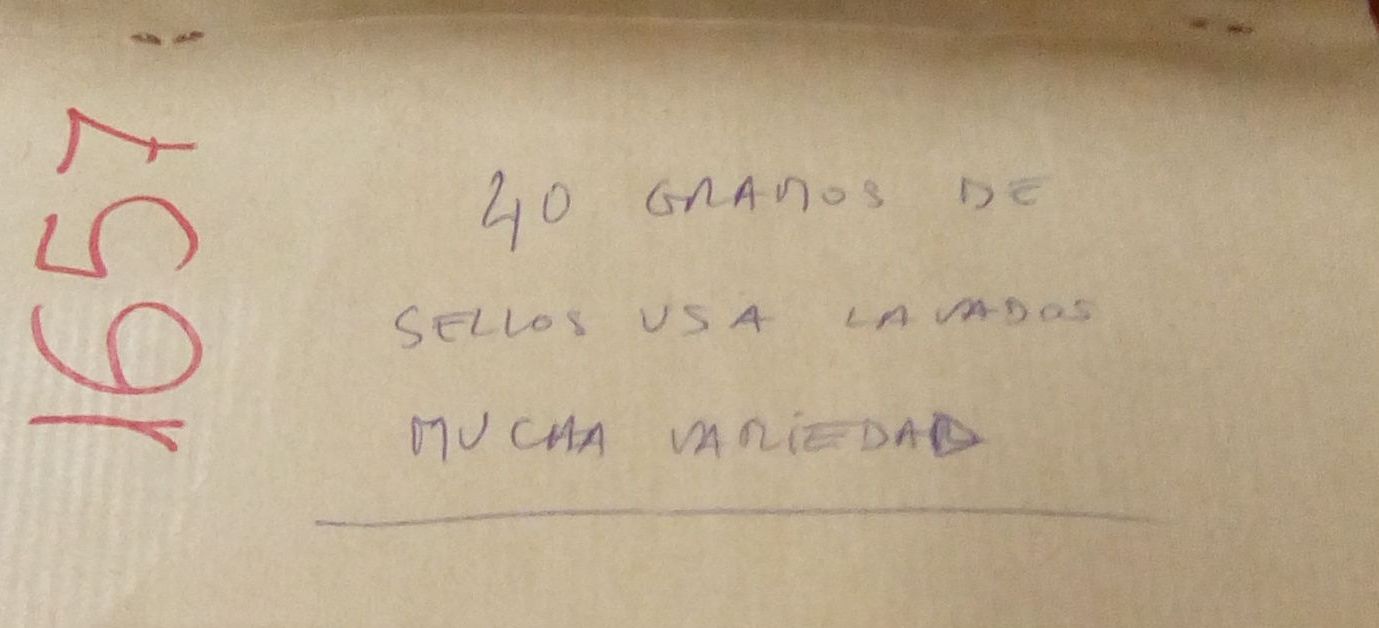 1657
40 GRAMOS DE
SELLOS USA LAVADOS
MUCHA VARIEDAD